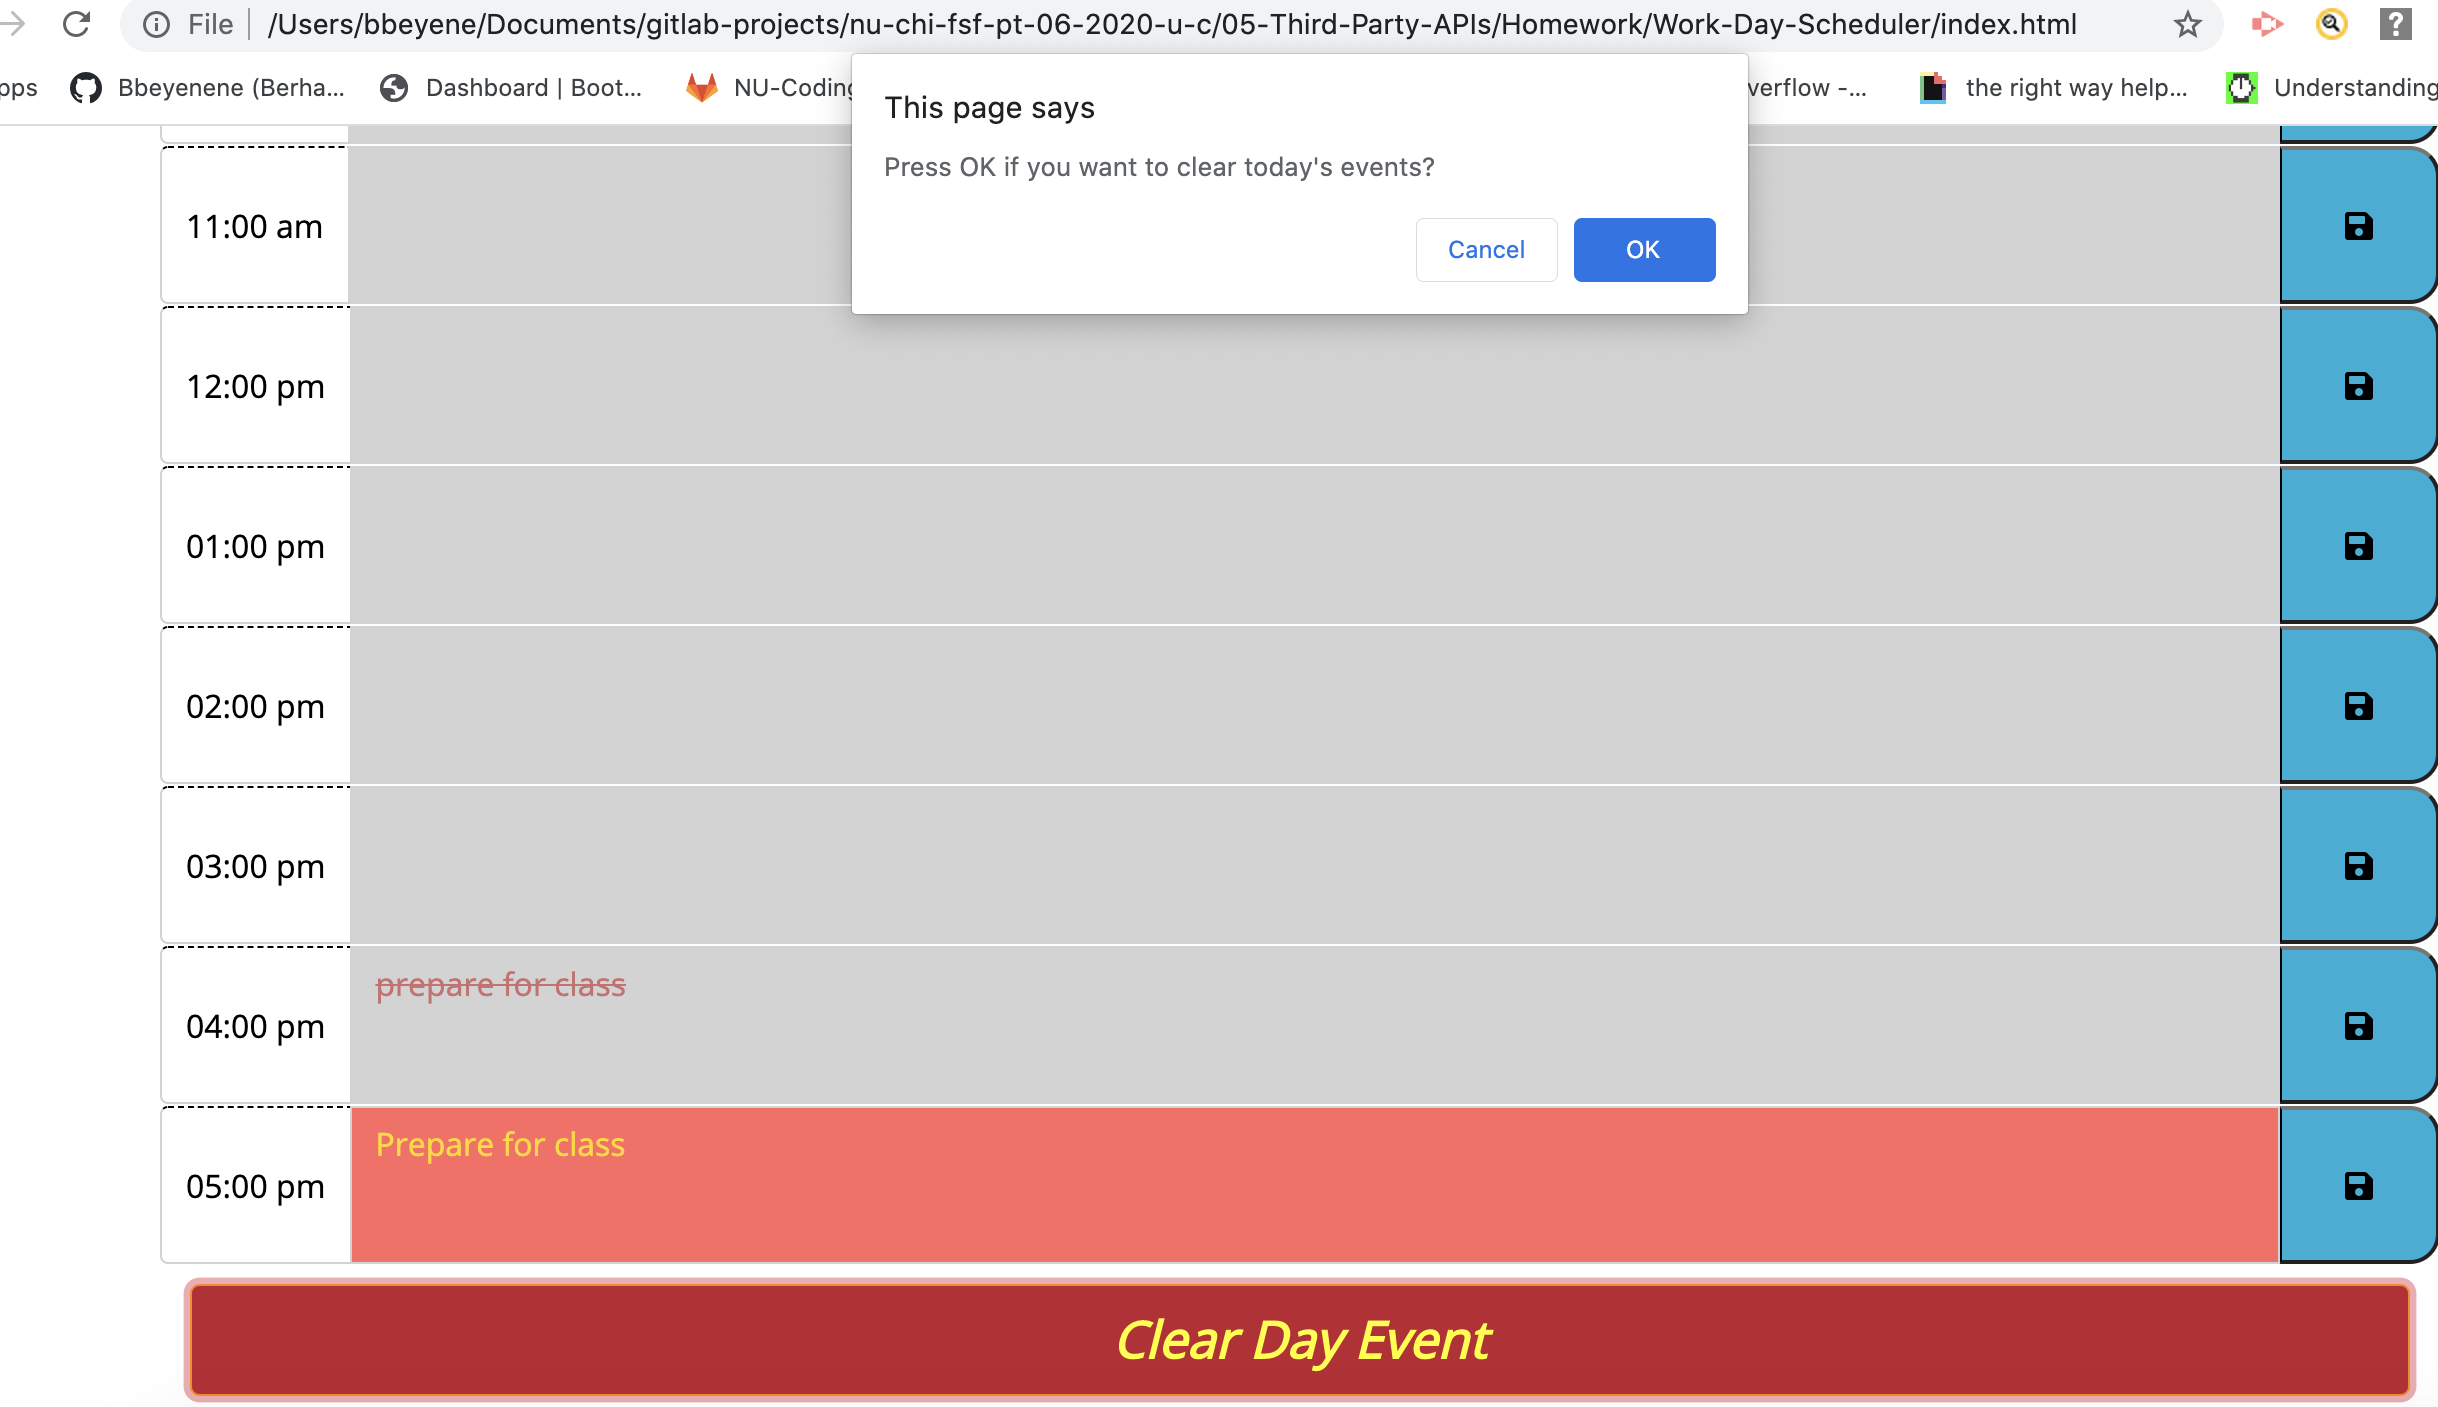 File /Users/bbeyene/Documents/gitlab-projects/nu-chi-fsf-pt-06-2020-u-c/05-Third-Party-APIs/Homework/Work-Day-Scheduler/index.html
pps Bbeyenene (Berha... Dashboard | Boot... NU-Coding verflow -... the right way help... Understanding
This page says
Press OK if you want to clear today's events?
Cancel OK
11:00 am
12:00 pm
01:00 pm
02:00 pm
03:00 pm
prepare for class
04:00 pm
Prepare for class
05:00 pm
Clear Day Event